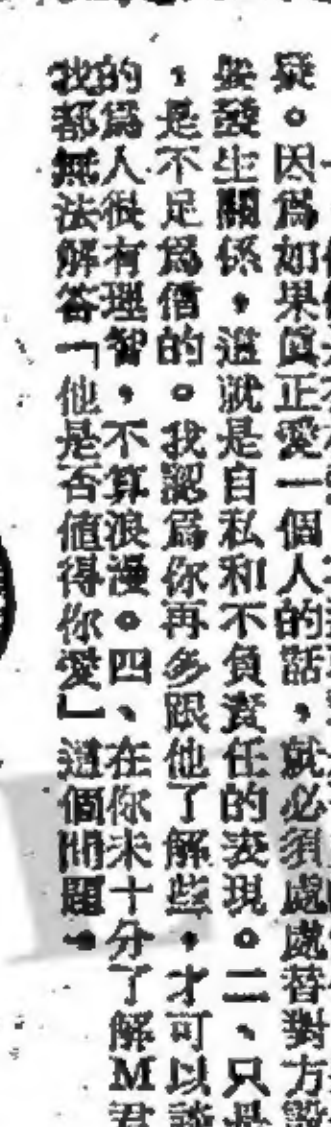 疑。因爲如果眞正愛一個人的話，就必須處處替對方設
發生關係，這就是自私和不負責任的表現。二、只是
，是不足爲信的。我認爲你再多跟他了解些，才可以談
的爲人很有理智，不算浪漫。四、在你未十分了解M君
我都無法解答「他是否値得你愛」這個問題。